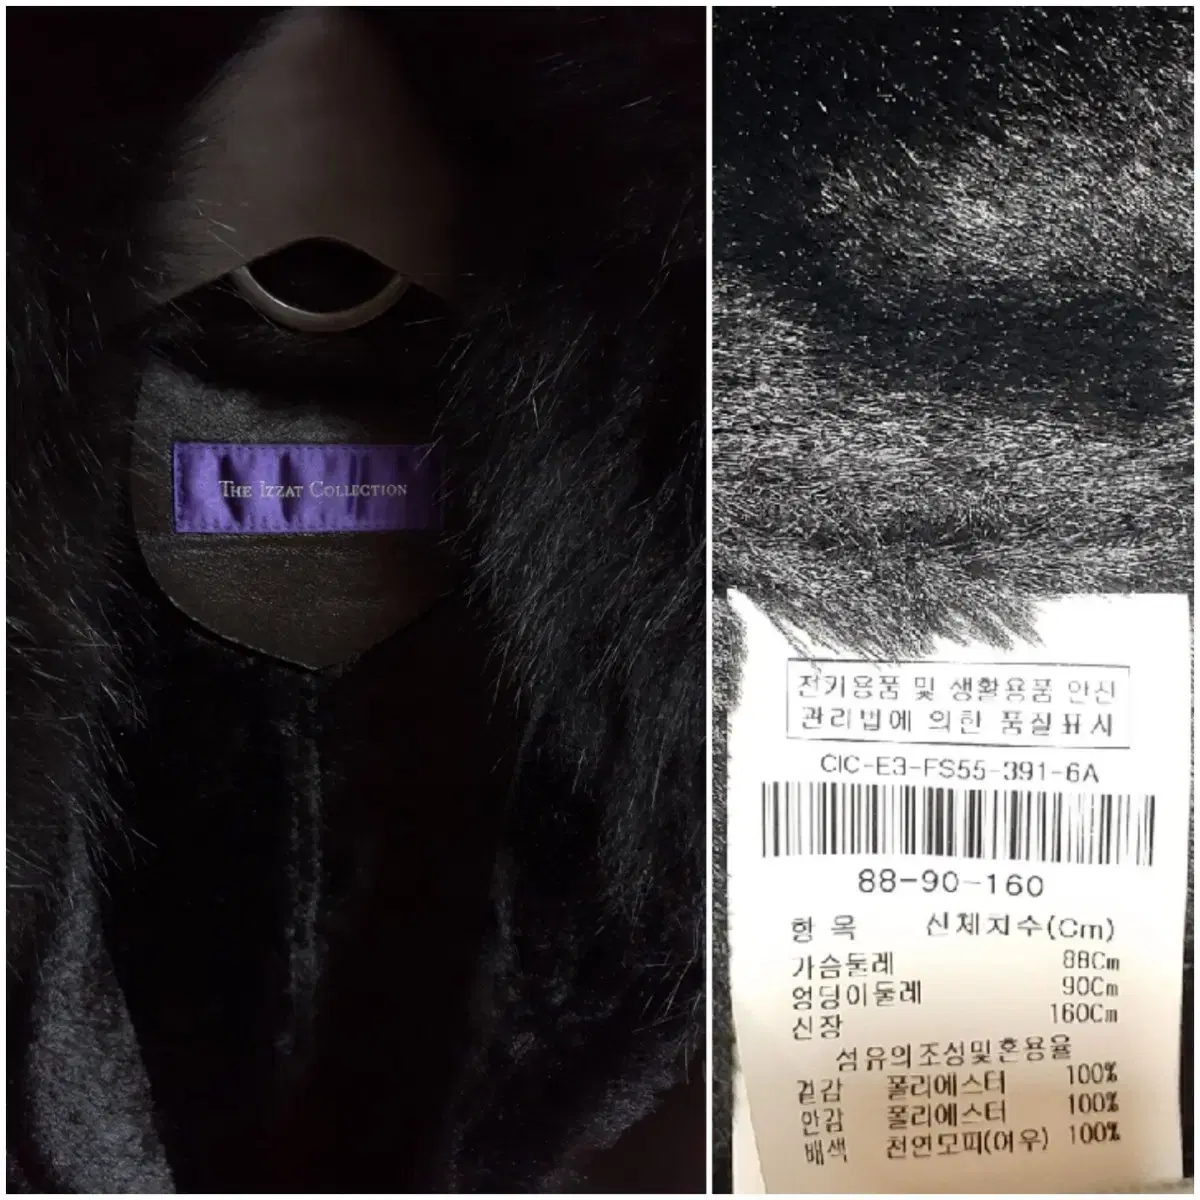 THE IZZAT COLLECTION
전기용품 및 생활용품 안전
관리법에 의한 품질표시
CIC-E3-FS55-391-6A
88-90-160
항 목 신체치수(Cm)
가슴둘레 88Cm
엉덩이둘레 90Cm
신장 160Cm
섬유의조성및혼용율
겉감 폴리에스터 100%
안감 폴리에스터 100%
배색 천연모피(여우) 100%